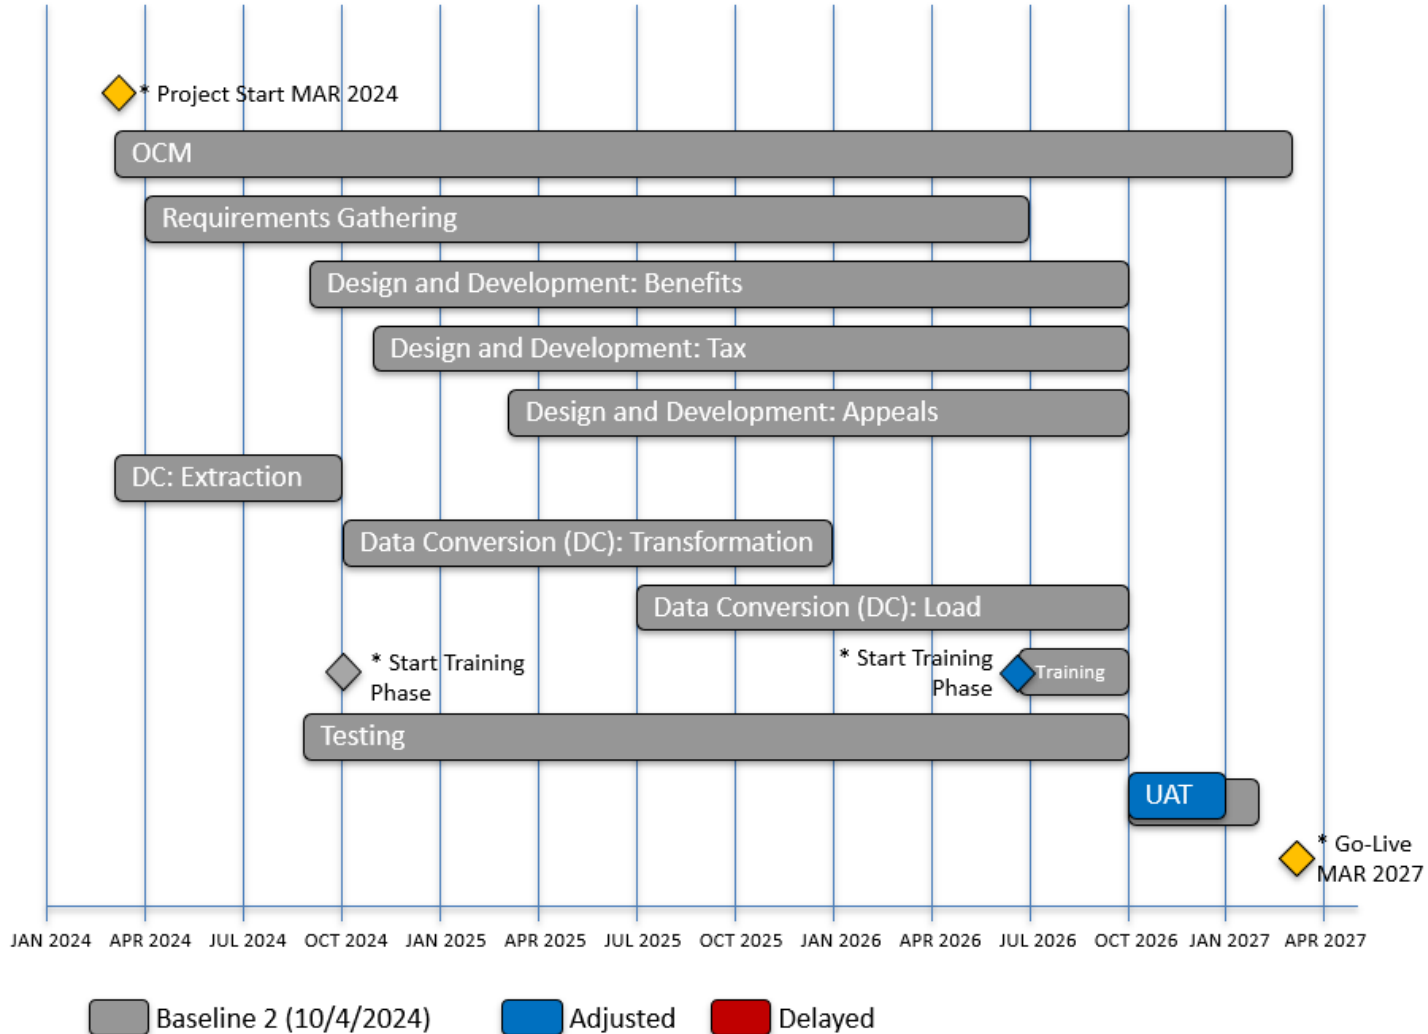 * Project Start MAR 2024
OCM
Requirements Gathering
Design and Development: Benefits
Design and Development: Tax
Design and Development: Appeals
DC: Extraction
Data Conversion (DC): Transformation
Data Conversion (DC): Load
* Start Training
Phase
* Start Training
Phase
Training
Testing
UAT
* Go-Live
MAR 2027
JAN 2024 APR 2024 JUL 2024 OCT 2024 JAN 2025 APR 2025 JUL 2025 OCT 2025 JAN 2026 APR 2026 JUL 2026 OCT 2026 JAN 2027 APR 2027
Baseline 2 (10/4/2024) Adjusted Delayed